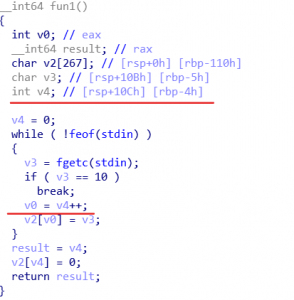 __int64 fun1()
{
int v0; // eax
__int64 result; // rax
char v2[267]; // [rsp+0h] [rbp-110h]
char v3; // [rsp+10Bh] [rbp-5h]
int v4; // [rsp+10Ch] [rbp-4h]
v4 = 0;
while ( !feof(stdin) )
{
v3 = fgetc(stdin);
if ( v3 == 10 )
break;
v0 = v4++;
v2[v0] = v3;
}
result = v4;
v2[v4] = 0;
return result;
}